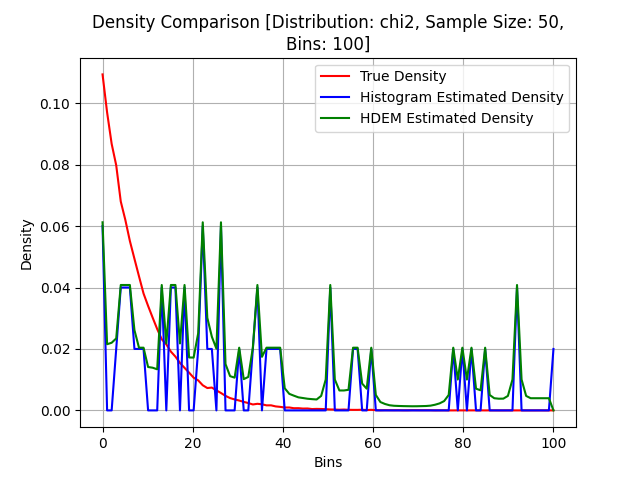 Density Comparison [Distribution: chi2, Sample Size: 50,
Bins: 100]
True Density
Histogram Estimated Density
HDEM Estimated Density
Density
0.10
0.08
0.06
0.04
0.02
0.00
0 20 40 60 80 100
Bins